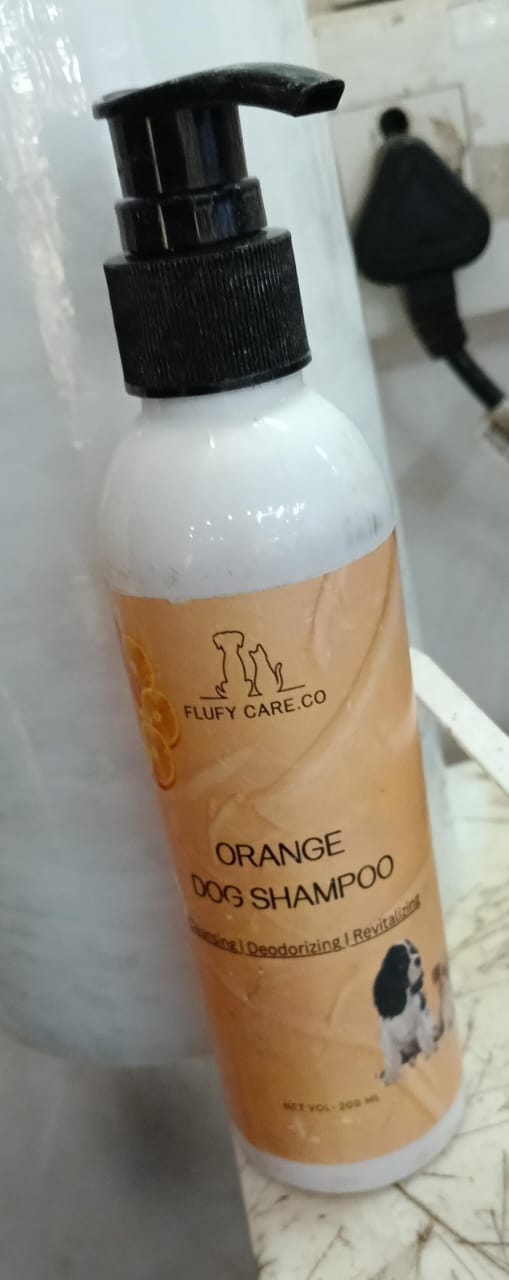 FLUFY CARE.CO
ORANGE
DOG SHAMPOO
Cleansing | Deodorizing | Revitalizing
NET VOL- 200 ML